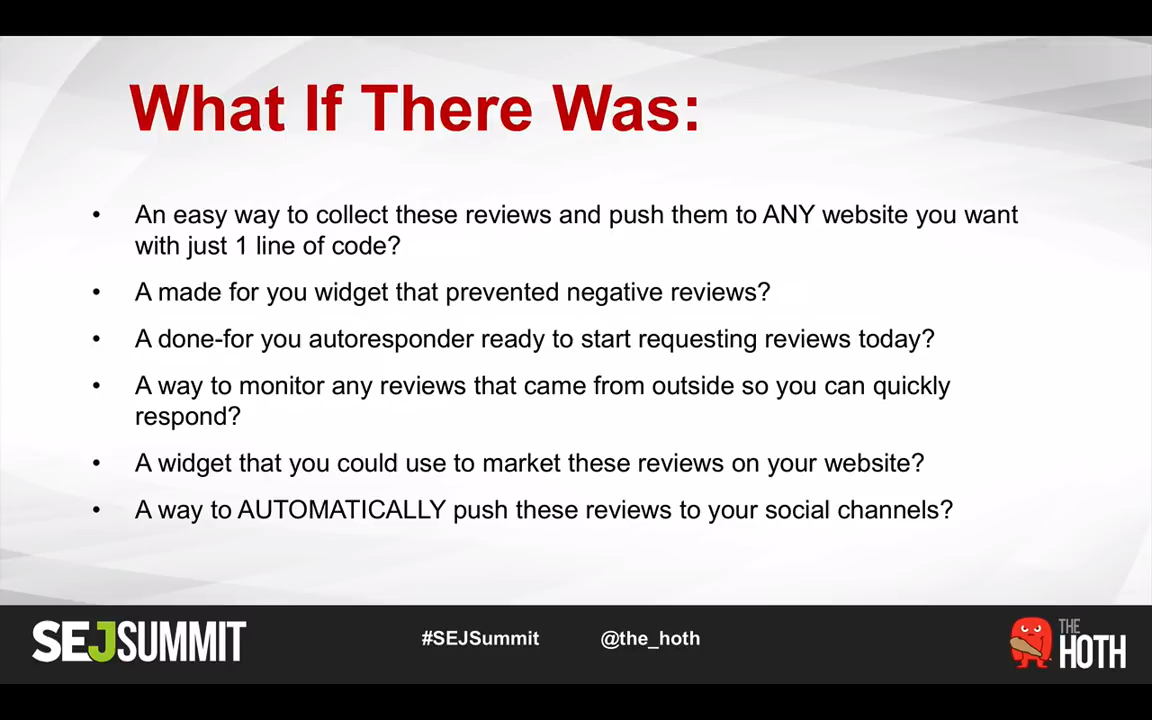 What If There Was:
• An easy way to collect these reviews and push them to ANY website you want
with just 1 line of code?
• A made for you widget that prevented negative reviews?
• A done-for you autoresponder ready to start requesting reviews today?
• A way to monitor any reviews that came from outside so you can quickly
respond?
• A widget that you could use to market these reviews on your website?
• A way to AUTOMATICALLY push these reviews to your social channels?
SEJSUMMIT
#SEJSummit
@the_hoth
THE
HOTH